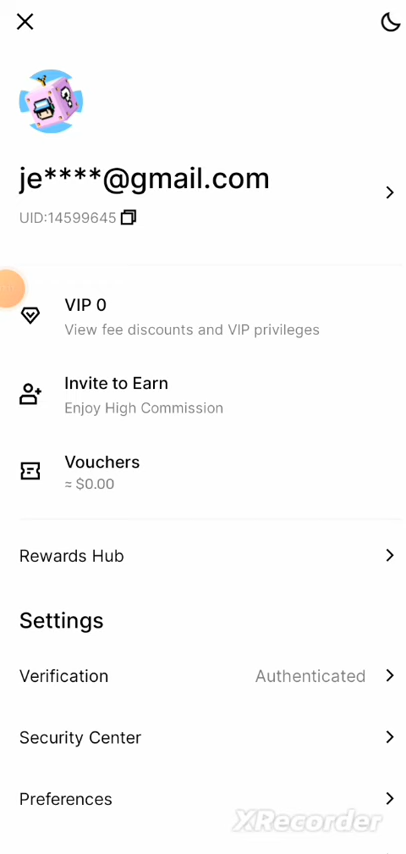 je****@gmail.com
UID:14599645
VIP 0
View fee discounts and VIP privileges
Invite to Earn
Enjoy High Commission
Vouchers
≈ $0.00
Rewards Hub
Settings
Verification Authenticated
Security Center
Preferences
XRecorder